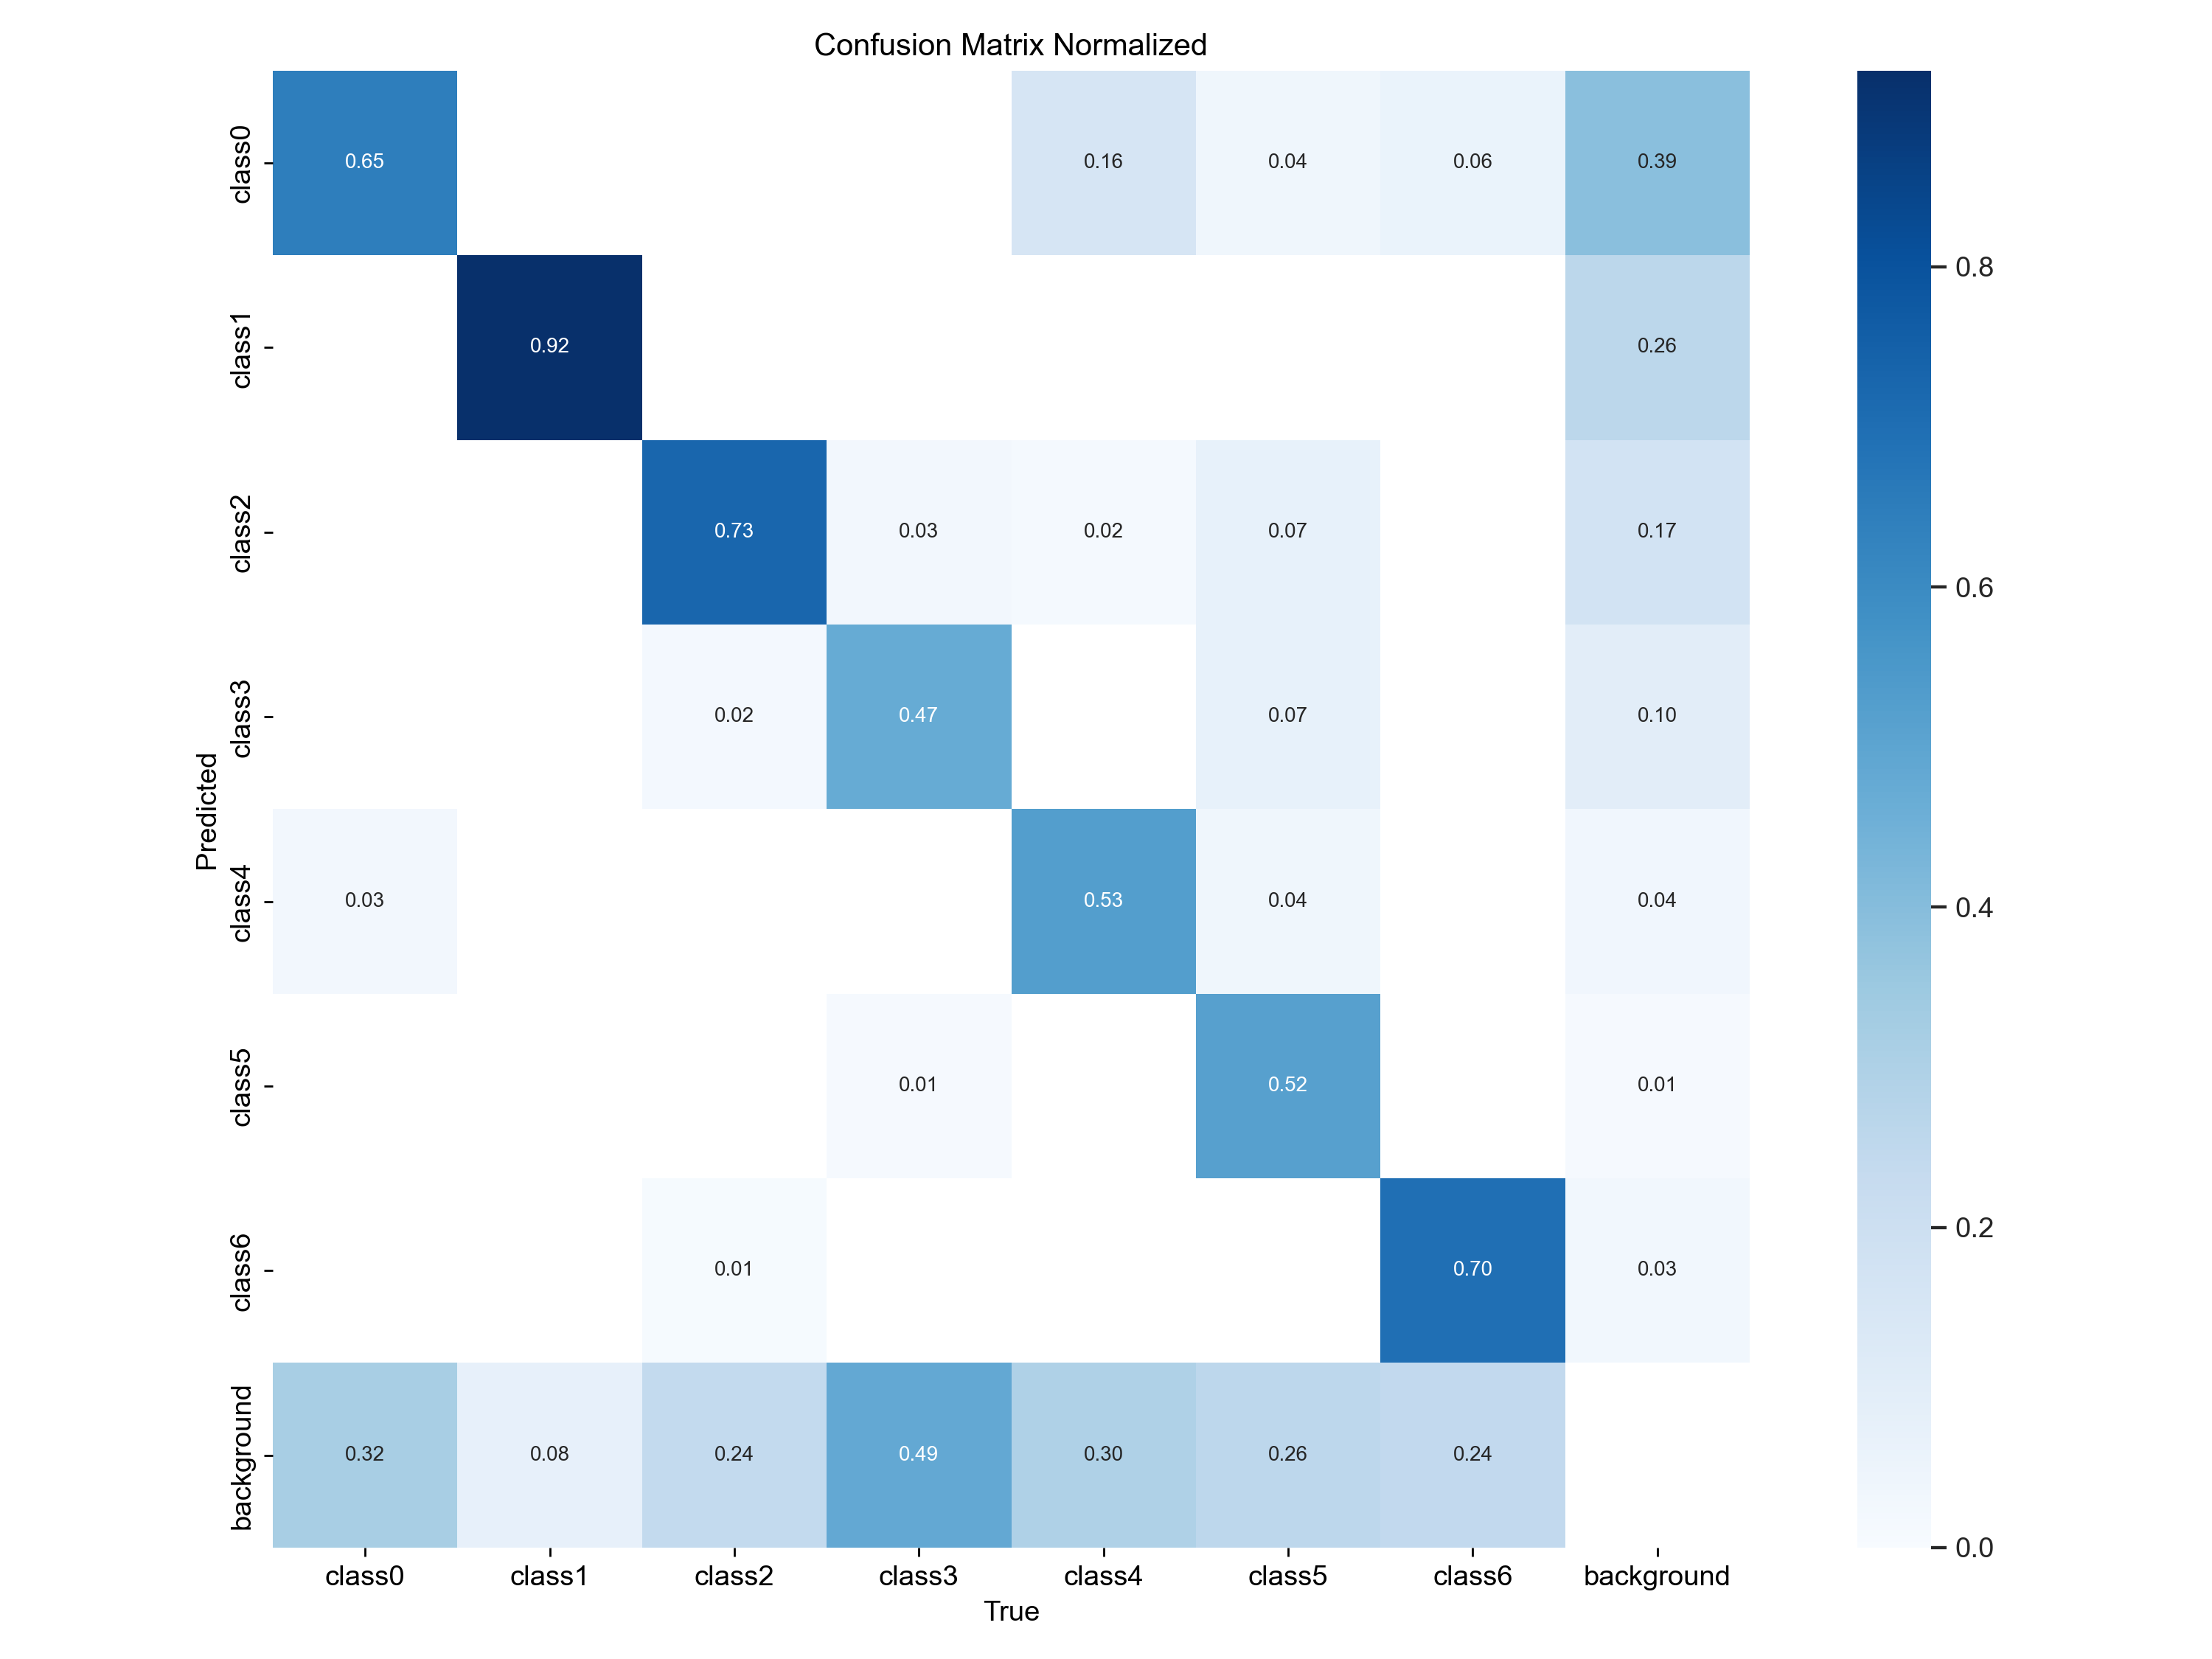 Confusion Matrix Normalized
class0 0.65 0.16 0.04 0.06 0.39
class1 0.92 0.26
class2 0.73 0.03 0.02 0.07 0.17
class3 0.02 0.47 0.07 0.10
class4 0.03 0.53 0.04 0.04
class5 0.01 0.52 0.01
class6 0.01 0.70 0.03
background 0.32 0.08 0.24 0.49 0.30 0.26 0.24
Predicted
class0 class1 class2 class3 class4 class5 class6 background
True
0.8
0.6
0.4
0.2
0.0